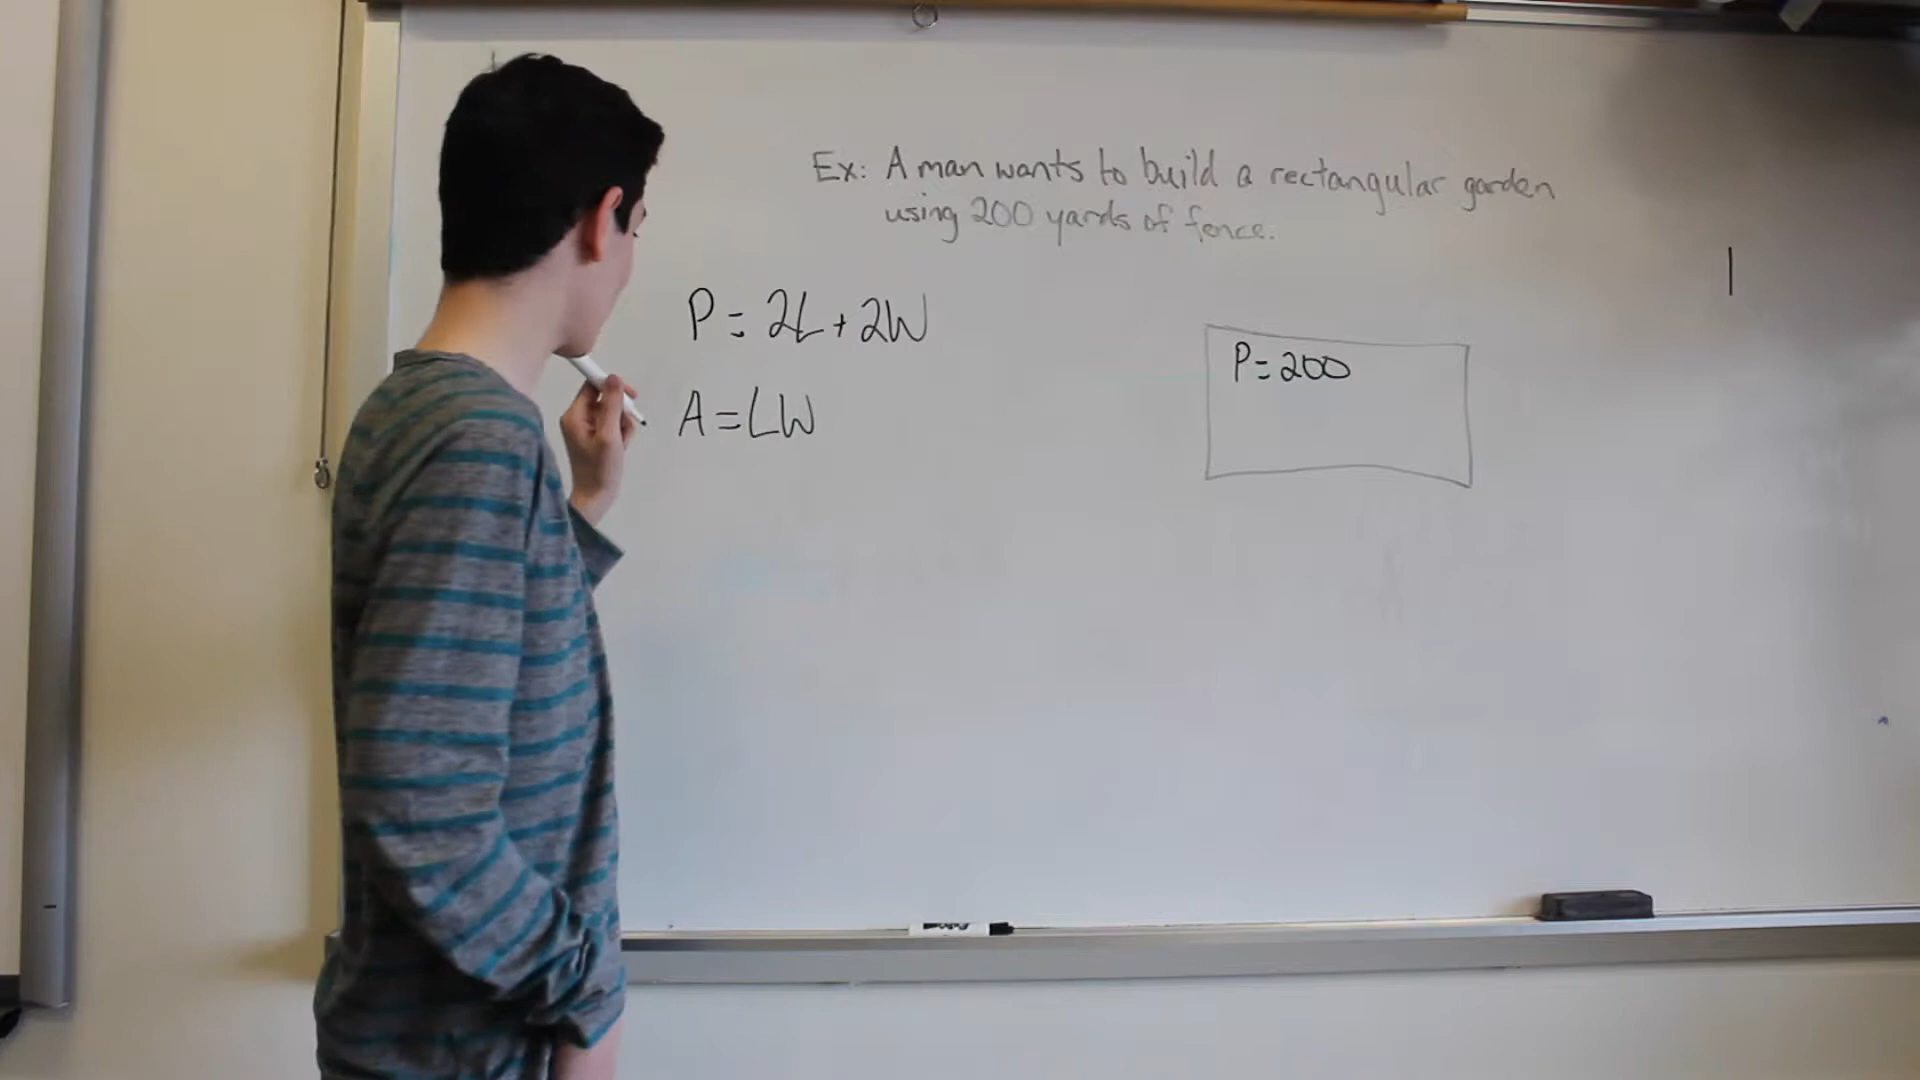 Ex: A man wants to build a rectangular garden
using 200 yards of fence.
P = 2L + 2W
P = 200
A = LW